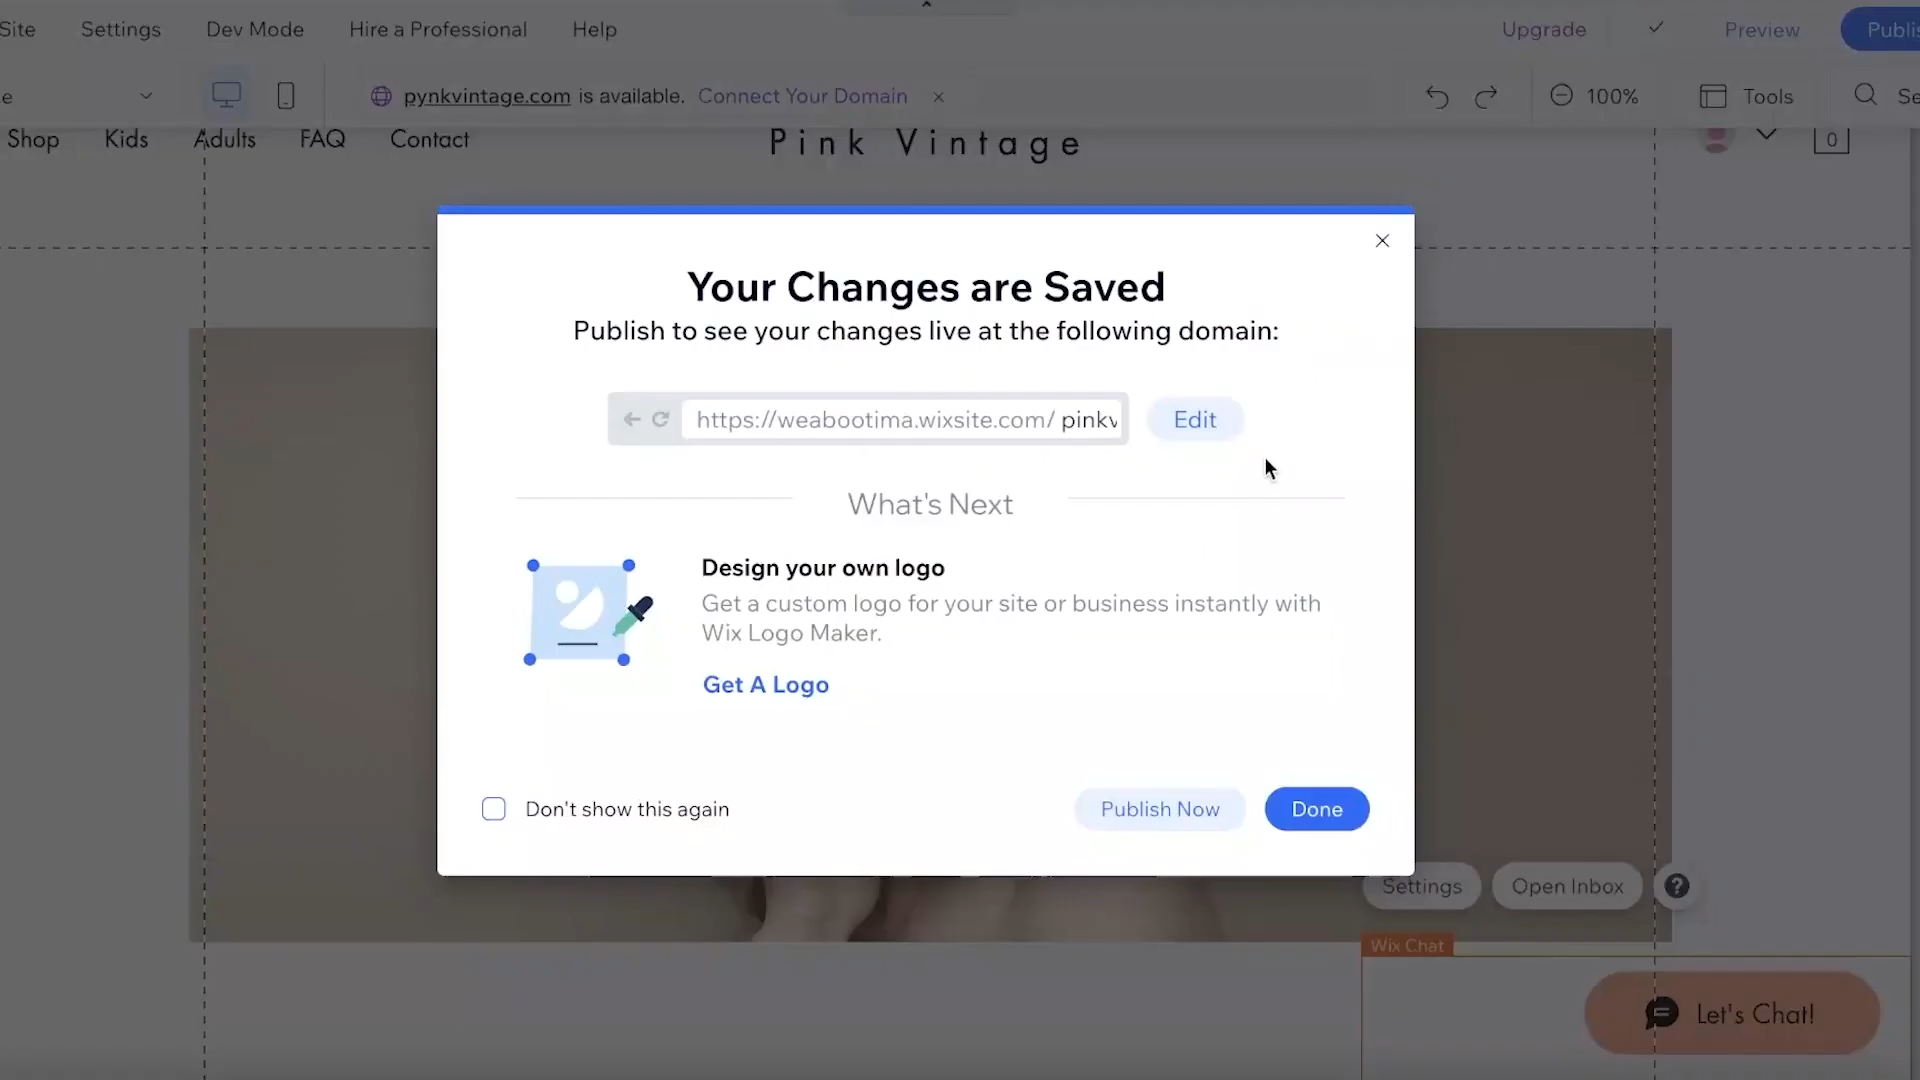 Site Settings Dev Mode Hire a Professional Help Upgrade Preview
pynkvintage.com is available. Connect Your Domain × 100% Tools
Shop Kids Adults FAQ Contact Pink Vintage 0
Your Changes are Saved
Publish to see your changes live at the following domain:
https://weabootima.wixsite.com/ pinkv Edit
What's Next
Design your own logo
Get a custom logo for your site or business instantly with
Wix Logo Maker.
Get A Logo
Don't show this again Publish Now Done
Settings Open Inbox ?
Wix Chat
Let's Chat!